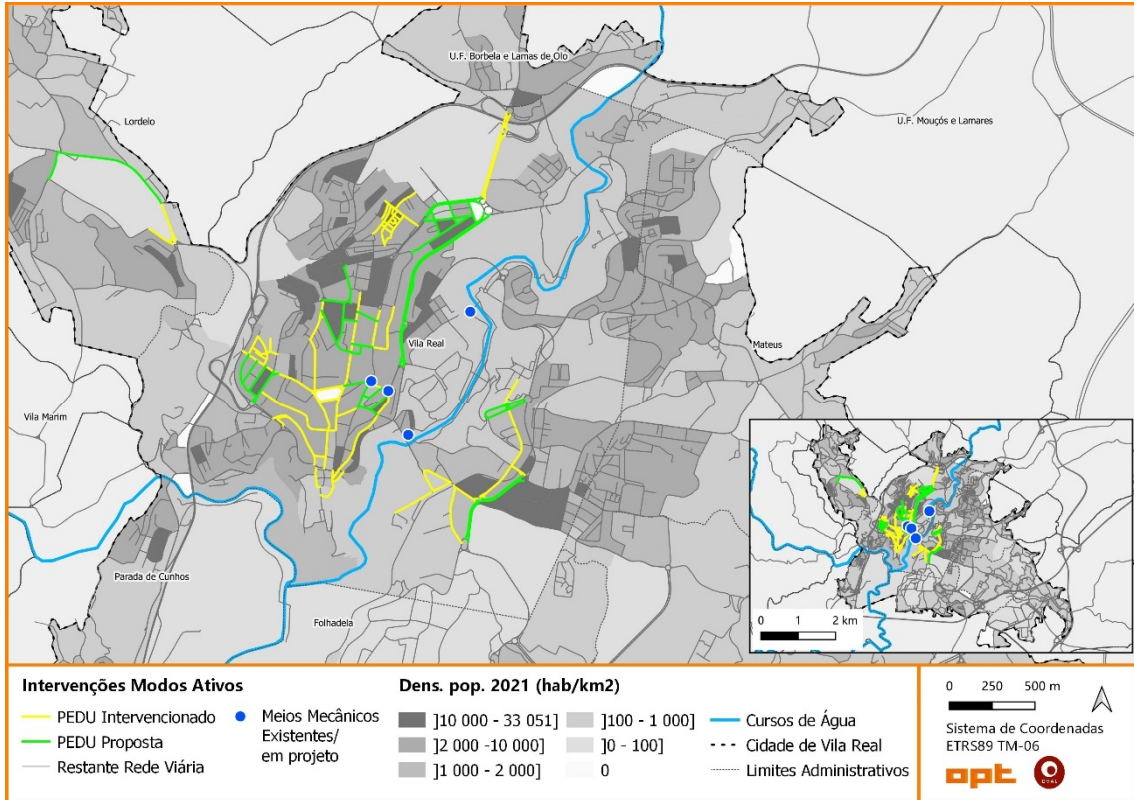 U.F. Borbela e Lamas de Olo
Lordelo
U.F. Mouçós e Lamares
Vila Real
Mateus
Vila Marim
Parada de Cunhos
Folhadela
0 1 2 km
Intervenções Modos Ativos
PEDU Intervencionado
PEDU Proposta
Restante Rede Viária
Meios Mecânicos
Existentes/
em projeto
Dens. pop. 2021 (hab/km2)
]10 000 - 33 051]
]2 000 -10 000]
]1 000 - 2 000]
]100 - 1 000]
]0 - 100]
0
Cursos de Água
Cidade de Vila Real
Limites Administrativos
0 250 500 m
Sistema de Coordenadas
ETRS89 TM-06
opt